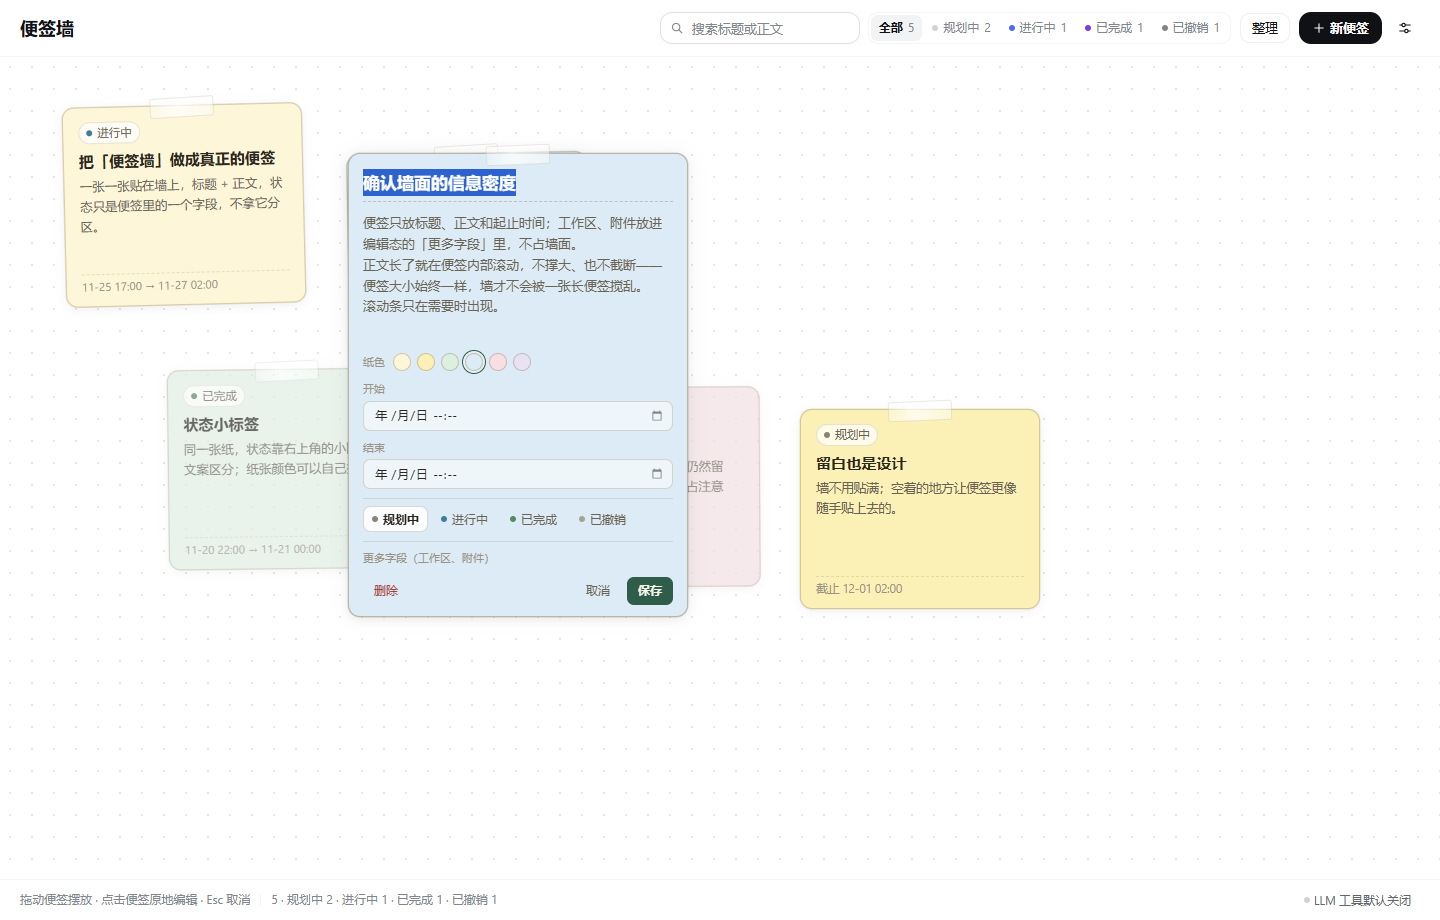 便签墙
搜索标题或正文
全部 5
规划中 2
进行中 1
已完成 1
已撤销 1
整理
+ 新便签
进行中
把「便签墙」做成真正的便签
一张一张贴在墙上，标题 + 正文，状
态只是便签里的一个字段，不拿它分
区。
11-25 17:00 → 11-27 02:00
确认墙面的信息密度
便签只放标题、正文和起止时间；工作区、附件放进
编辑态的「更多字段」里，不占墙面。
正文长了就在便签内部滚动，不撑大、也不截断——
便签大小始终一样，墙才不会被一张长便签搅乱。
滚动条只在需要时出现。
纸色
开始
年 /月/日 --:--
结束
年 /月/日 --:--
规划中
进行中
已完成
已撤销
更多字段（工作区、附件）
删除
取消
保存
已完成
状态小标签
同一张纸，状态靠右上角的小
文案区分；纸张颜色可以自己
11-20 22:00 → 11-21 00:00
仍然留
占注意
规划中
留白也是设计
墙不用贴满；空着的地方让便签更像
随手贴上去的。
截止 12-01 02:00
拖动便签摆放 · 点击便签原地编辑 · Esc 取消
5 · 规划中 2 · 进行中 1 · 已完成 1 · 已撤销 1
LLM 工具默认关闭